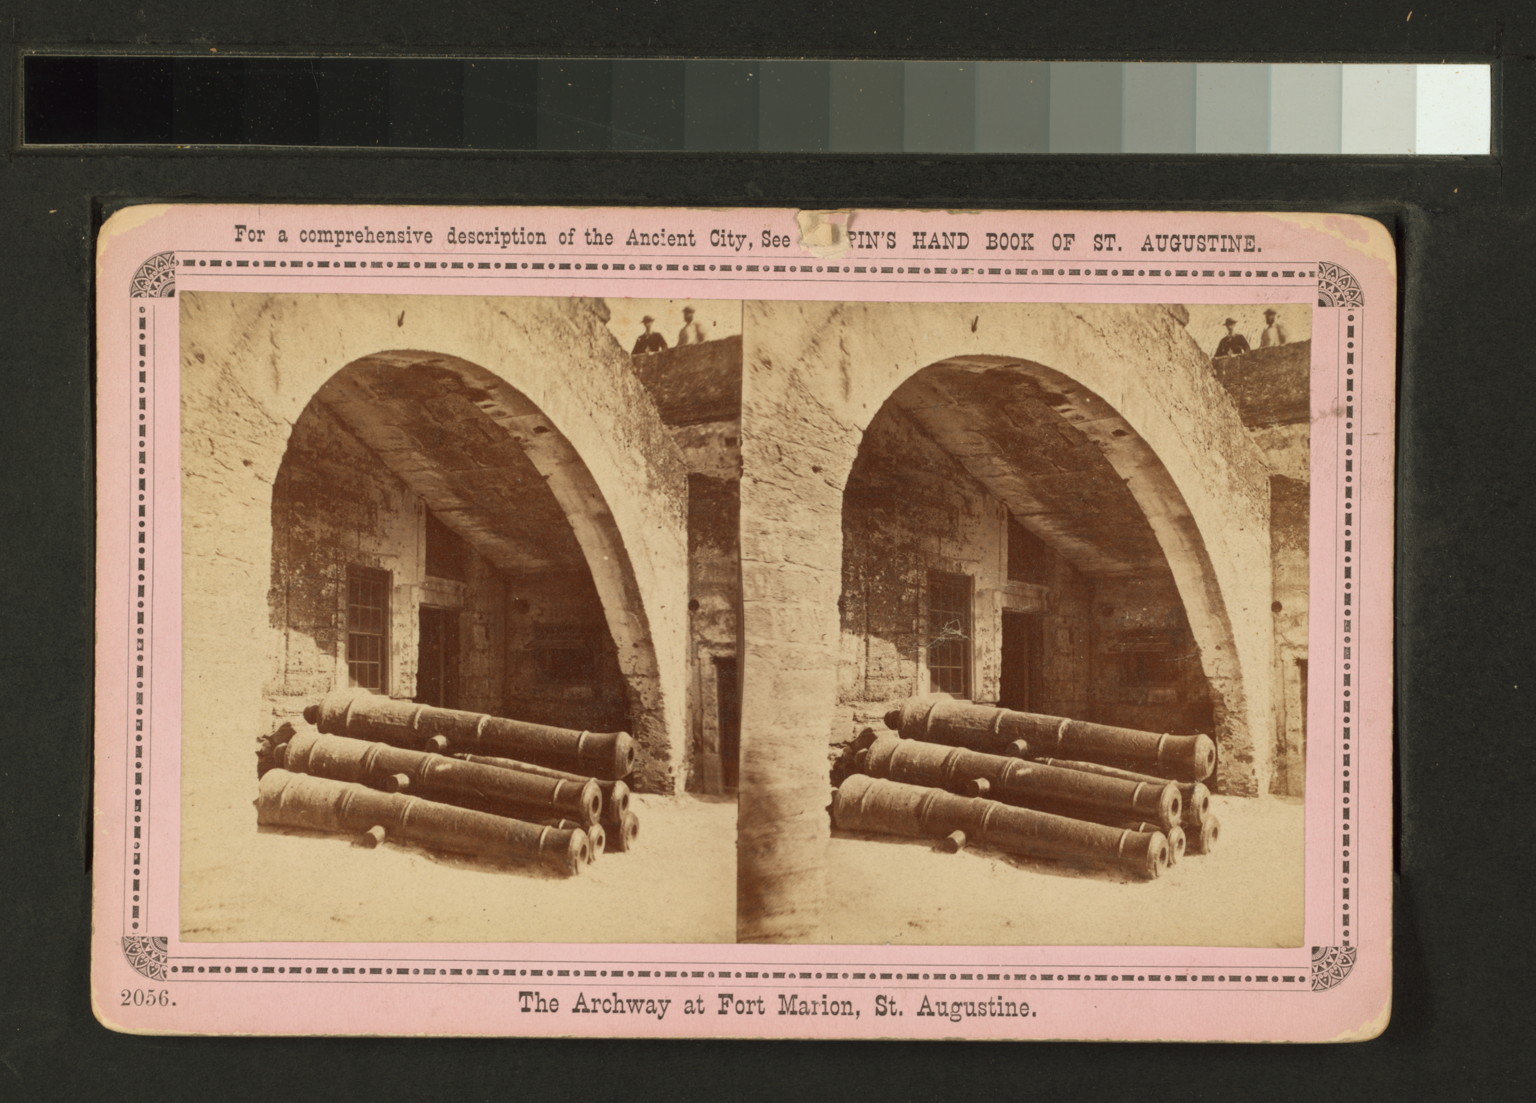 For a comprehensive description of the Ancient City, See PIN'S HAND BOOK OF ST. AUGUSTINE.
2056.
The Archway at Fort Marion, St. Augustine.